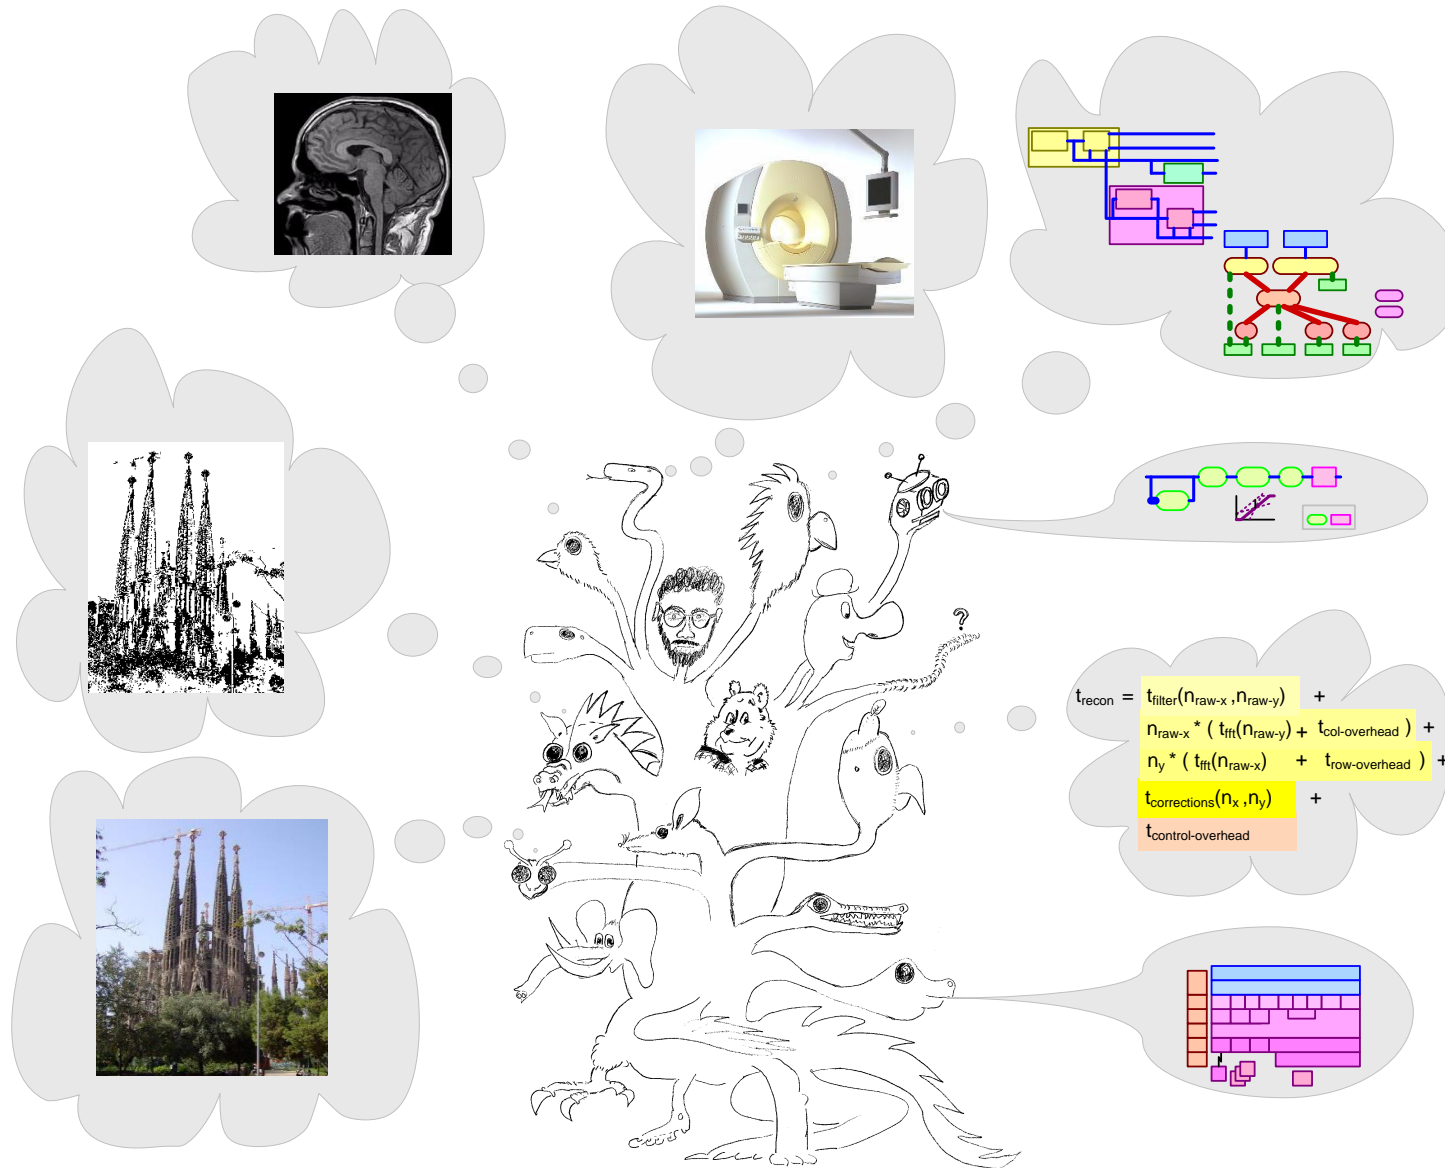 ?
t_recon = t_filter(n_raw-x ,n_raw-y) +
n_raw-x * ( t_fft(n_raw-y) + t_col-overhead ) +
n_y * ( t_fft(n_raw-x) + t_row-overhead ) +
t_corrections(n_x ,n_y) +
t_control-overhead